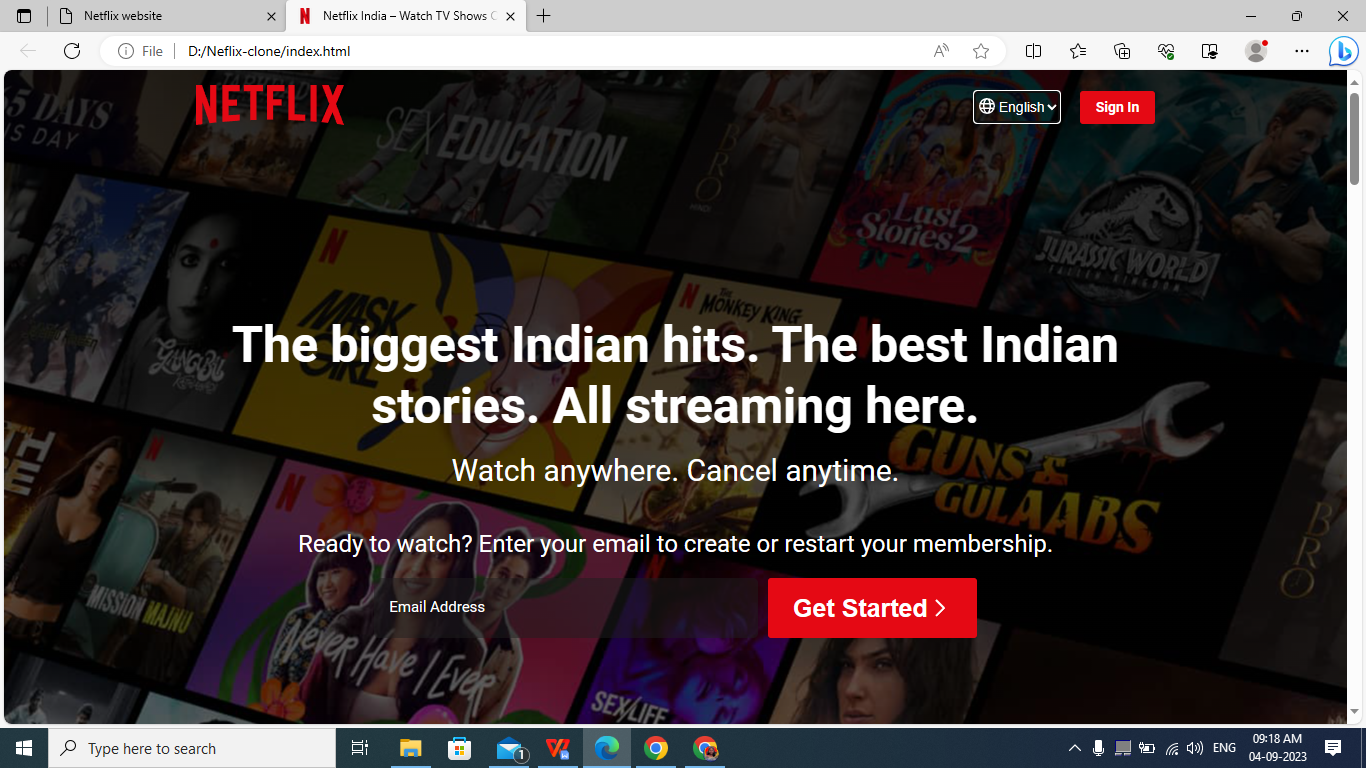 Netflix website
Netflix India – Watch TV Shows O
File
D:/Neflix-clone/index.html
NETFLIX
English
Sign In
5 DAYS
IS DAY
SEX EDUCATION
BRO
Lust
Stories 2
JURASSIC WORLD
FALLEN KINGDOM
MASK
GIRL
THE
MONKEY KING
GANGUBAI
The biggest Indian hits. The best Indian
stories. All streaming here.
Watch anywhere. Cancel anytime.
GUNS &
GULAABS
BRO
MISSION MAJNU
Ready to watch? Enter your email to create or restart your membership.
Email Address
Get Started
Never Have I Ever
SEX/LIFE
Type here to search
1
ENG
09:18 AM
04-09-2023